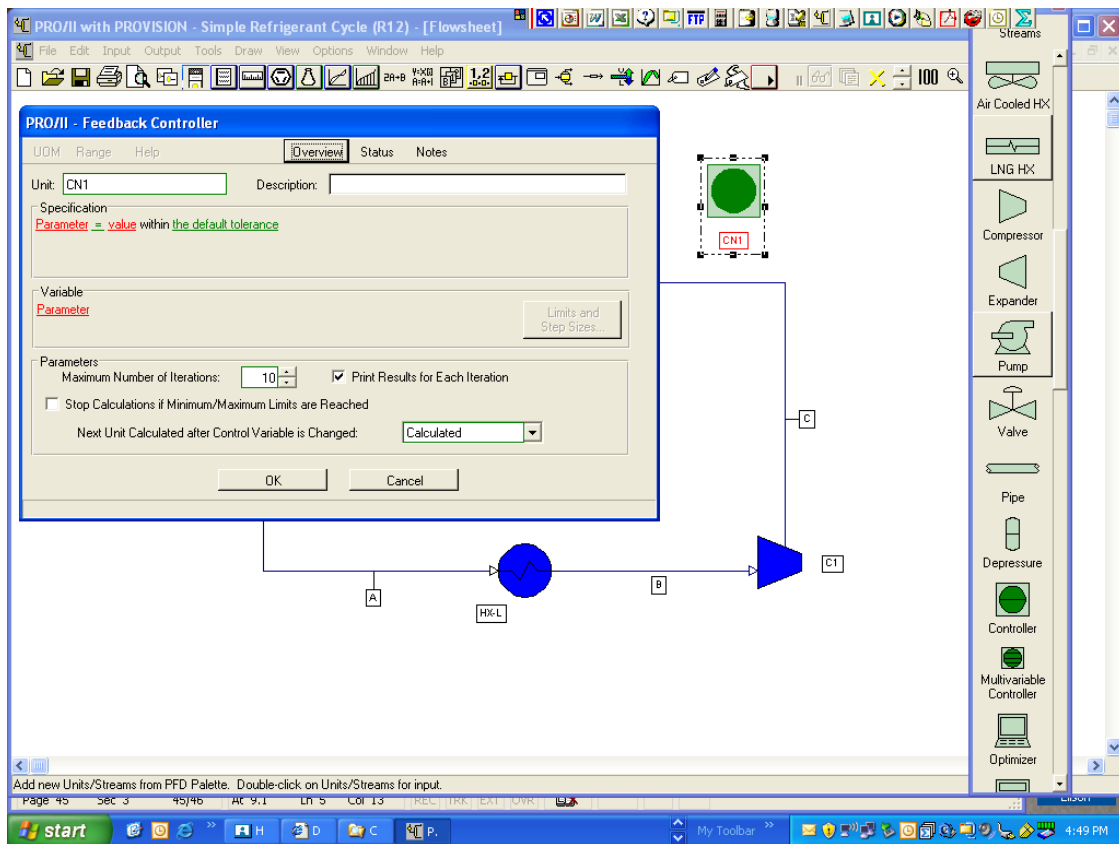 PRO/II with PROVISION - Simple Refrigerant Cycle (R12) - [Flowsheet]
FTP
File Edit Input Output Tools Draw View Options Window Help
2A+B
1.2
100
PRO/II - Feedback Controller
UOM Range Help Overview Status Notes
Unit: CN1 Description:
Specification
Parameter = value within the default tolerance
Variable
Parameter
Limits and
Step Sizes...
Parameters
Maximum Number of Iterations: 10 Print Results for Each Iteration
Stop Calculations if Minimum/Maximum Limits are Reached
Next Unit Calculated after Control Variable is Changed: Calculated
OK Cancel
CN1
C
C1
B
A
HX-L
Streams
Air Cooled HX
LNG HX
Compressor
Expander
Pump
Valve
Pipe
Depressure
Controller
Multivariable
Controller
Optimizer
Add new Units/Streams from PFD Palette. Double-click on Units/Streams for input.
Page 45 Sec 3 45/46 At 9.1 Ln 5 Col 13 REC TRK EXT OVR
start H D C P. My Toolbar 4:49 PM